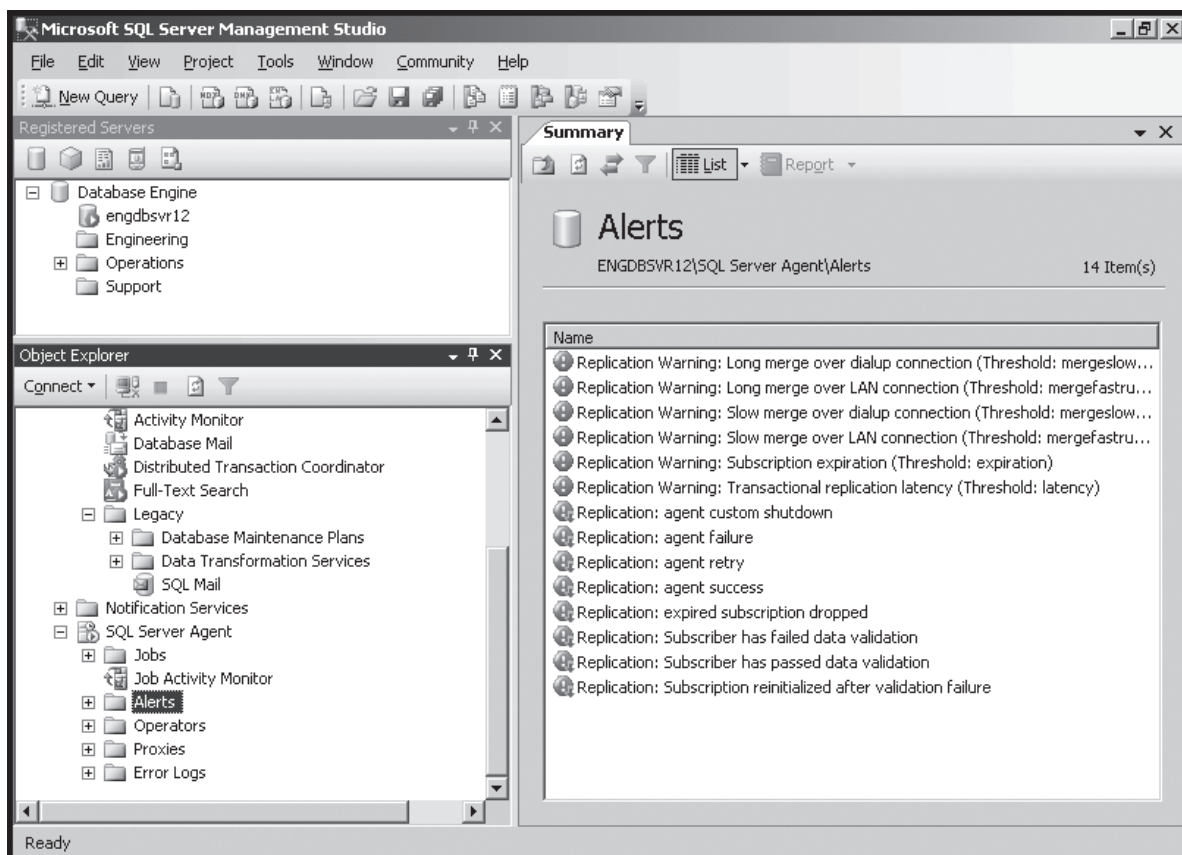 Microsoft SQL Server Management Studio
File Edit View Project Tools Window Community Help
New Query
Registered Servers
Database Engine
engdbsvr12
Engineering
Operations
Support
Object Explorer
Connect
Activity Monitor
Database Mail
Distributed Transaction Coordinator
Full-Text Search
Legacy
Database Maintenance Plans
Data Transformation Services
SQL Mail
Notification Services
SQL Server Agent
Jobs
Job Activity Monitor
Alerts
Operators
Proxies
Error Logs
Summary
List Report
Alerts
ENGDBSVR12\SQL Server Agent\Alerts 14 Item(s)
Name
Replication Warning: Long merge over dialup connection (Threshold: mergeslow...
Replication Warning: Long merge over LAN connection (Threshold: mergefastru...
Replication Warning: Slow merge over dialup connection (Threshold: mergeslow...
Replication Warning: Slow merge over LAN connection (Threshold: mergefastru...
Replication Warning: Subscription expiration (Threshold: expiration)
Replication Warning: Transactional replication latency (Threshold: latency)
Replication: agent custom shutdown
Replication: agent failure
Replication: agent retry
Replication: agent success
Replication: expired subscription dropped
Replication: Subscriber has failed data validation
Replication: Subscriber has passed data validation
Replication: Subscription reinitialized after validation failure
Ready